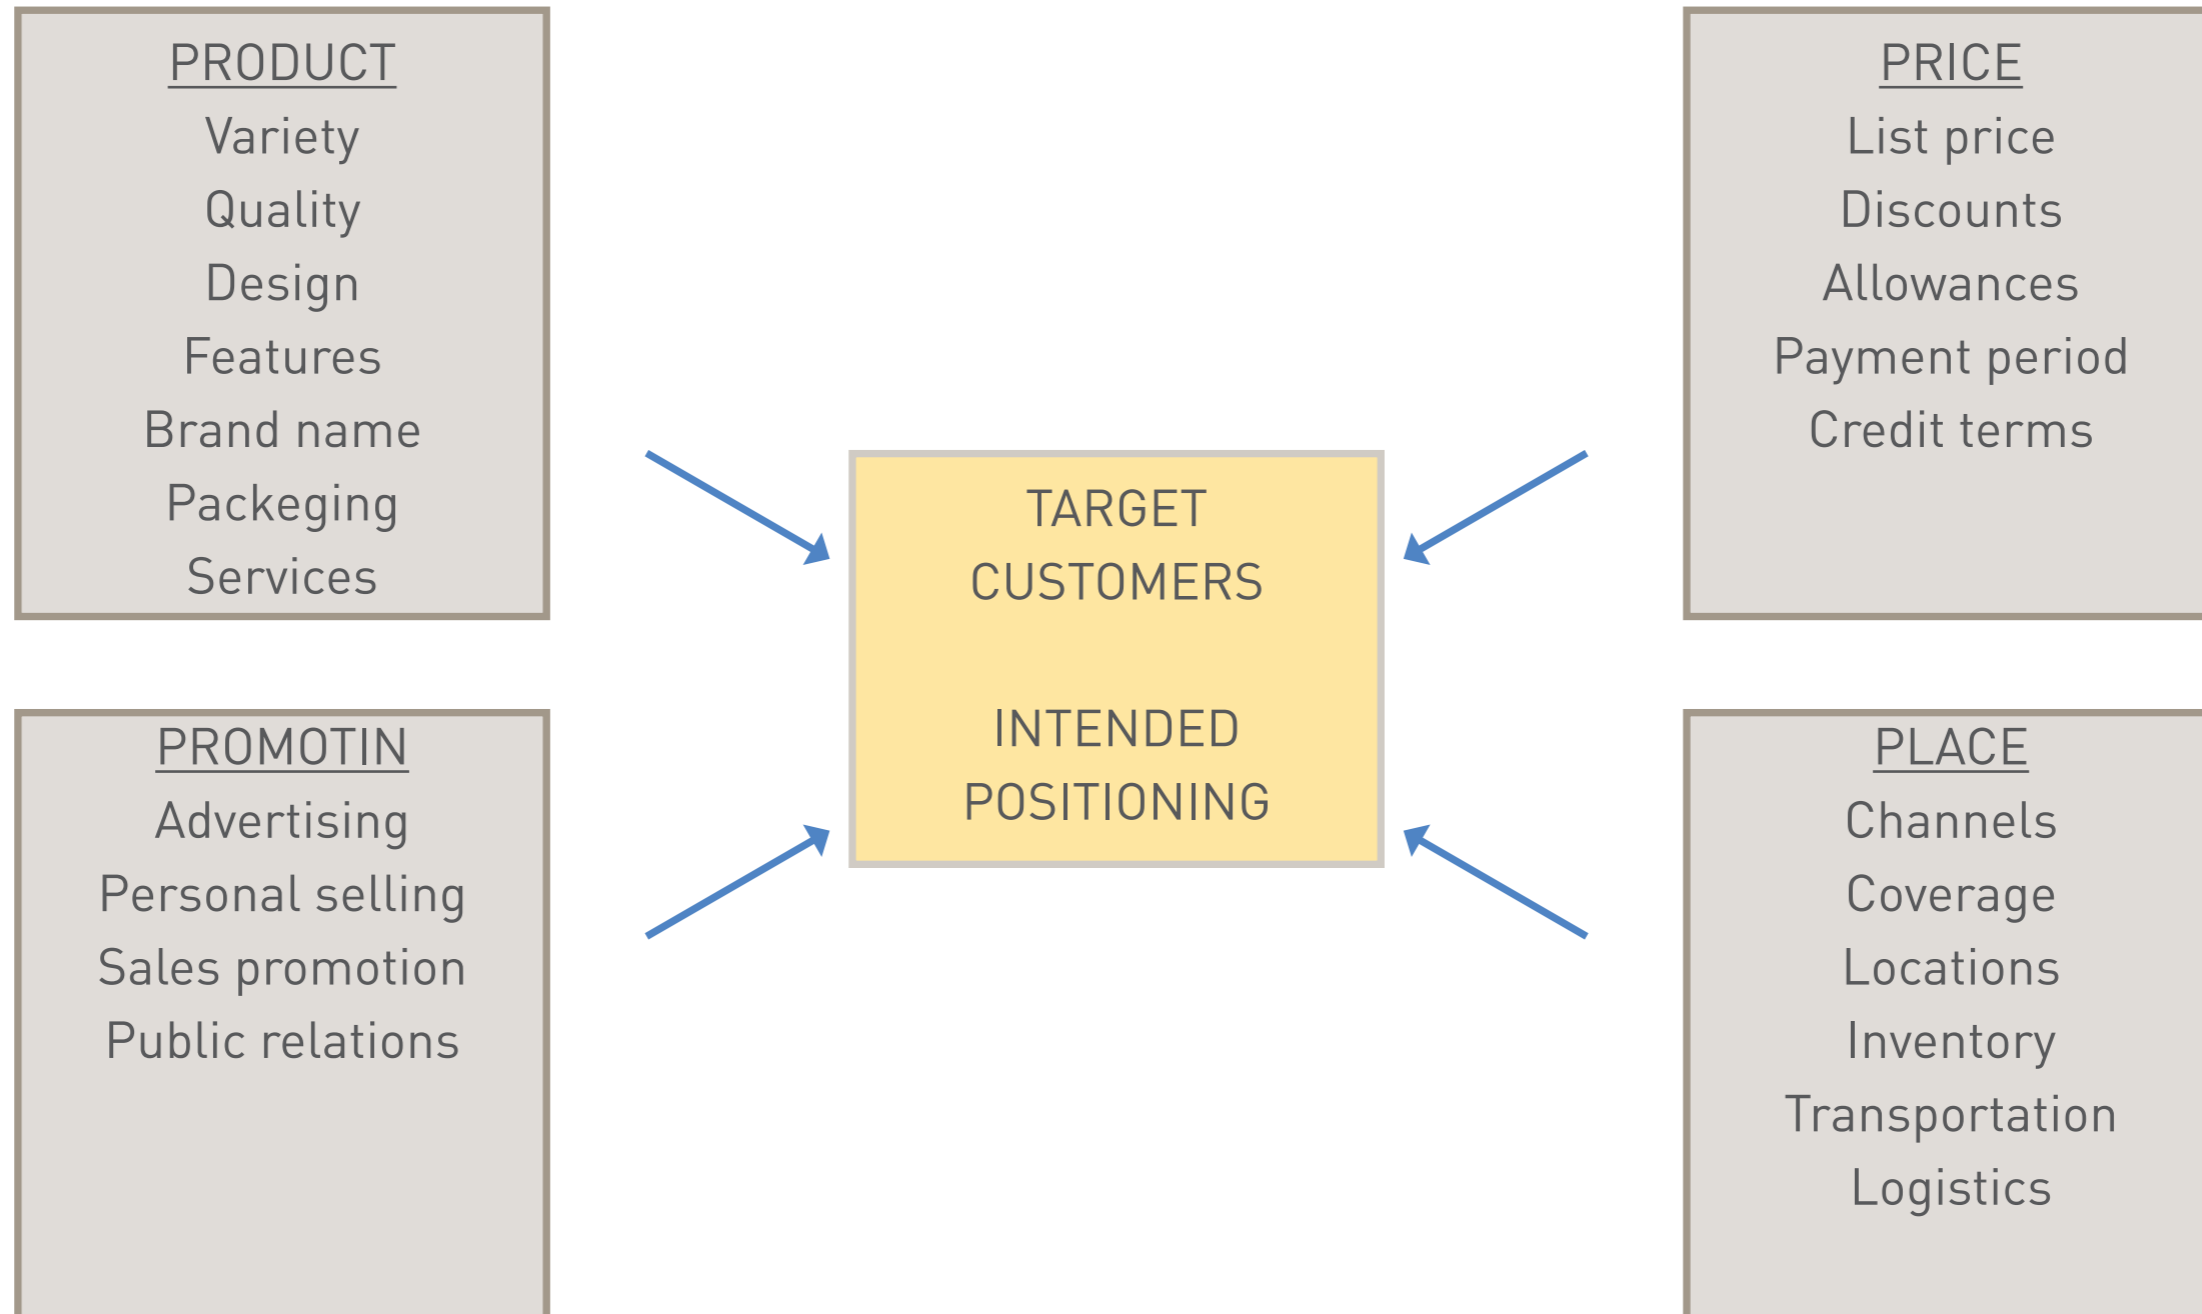 PRODUCT
Variety
Quality
Design
Features
Brand name
Packeging
Services
PRICE
List price
Discounts
Allowances
Payment period
Credit terms
TARGET
CUSTOMERS
INTENDED
POSITIONING
PROMOTIN
Advertising
Personal selling
Sales promotion
Public relations
PLACE
Channels
Coverage
Locations
Inventory
Transportation
Logistics